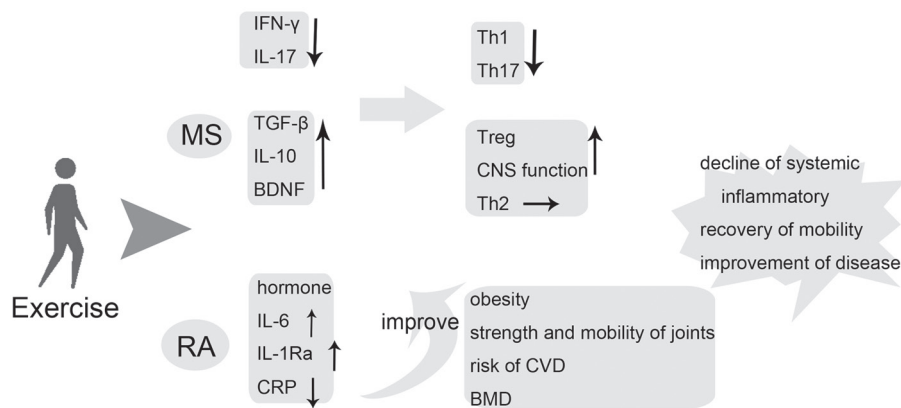 IFN-γ
IL-17
Th1
Th17
MS
TGF-β
IL-10
BDNF
Treg
CNS function
Th2
decline of systemic
inflammatory
recovery of mobility
improvement of disease
Exercise
RA
hormone
IL-6
IL-1Ra
CRP
improve
obesity
strength and mobility of joints
risk of CVD
BMD